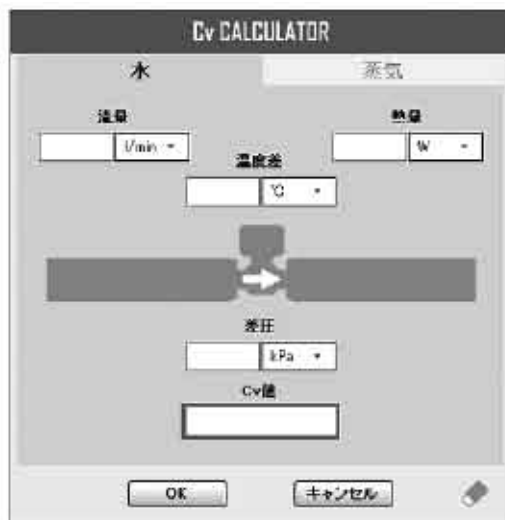 Cv CALCULATOR
水 蒸気
流量 熱量
l/min W
温度差
℃
差圧
kPa
Cv値
OK キャンセル